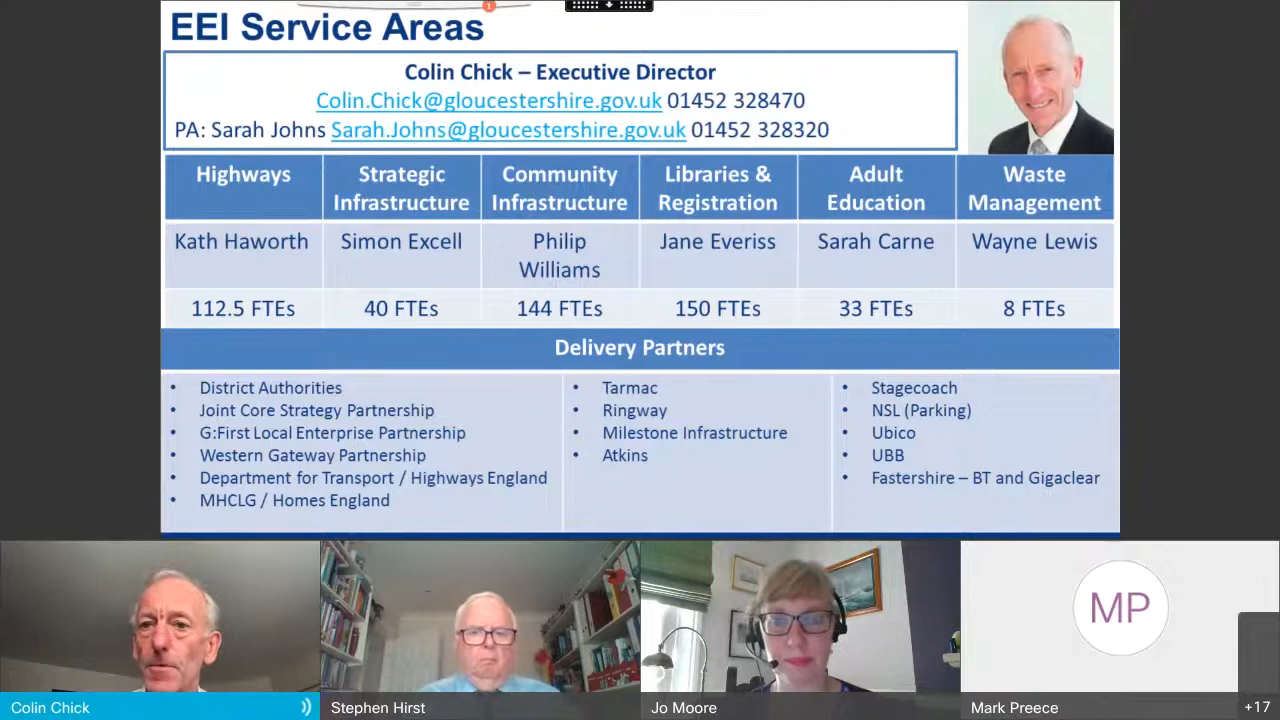 1
EEI Service Areas
Colin Chick – Executive Director
Colin.Chick@gloucestershire.gov.uk 01452 328470
PA: Sarah Johns Sarah.Johns@gloucestershire.gov.uk 01452 328320
Highways
Strategic
Infrastructure
Community
Infrastructure
Libraries &
Registration
Adult
Education
Waste
Management
Kath Haworth
Simon Excell
Philip
Williams
Jane Everiss
Sarah Carne
Wayne Lewis
112.5 FTEs
40 FTEs
144 FTEs
150 FTEs
33 FTEs
8 FTEs
Delivery Partners
• District Authorities
• Joint Core Strategy Partnership
• G:First Local Enterprise Partnership
• Western Gateway Partnership
• Department for Transport / Highways England
• MHCLG / Homes England
• Tarmac
• Ringway
• Milestone Infrastructure
• Atkins
• Stagecoach
• NSL (Parking)
• Ubico
• UBB
• Fastershire – BT and Gigaclear
MP
Colin Chick
Stephen Hirst
Jo Moore
Mark Preece
+17